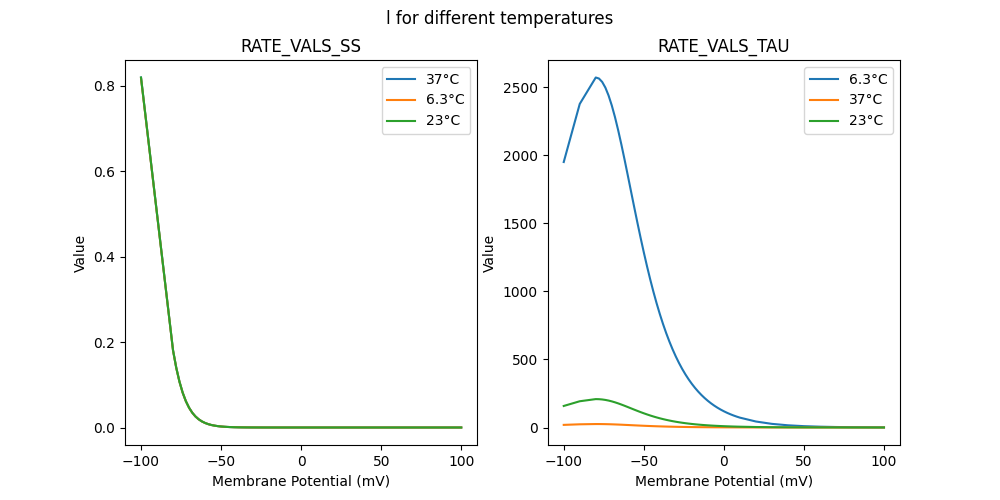 l for different temperatures
RATE_VALS_SS
37°C
6.3°C
23°C
Value
0.8
0.6
0.4
0.2
0.0
−100
−50
0
50
100
Membrane Potential (mV)
RATE_VALS_TAU
6.3°C
37°C
23°C
Value
2500
2000
1500
1000
500
0
−100
−50
0
50
100
Membrane Potential (mV)